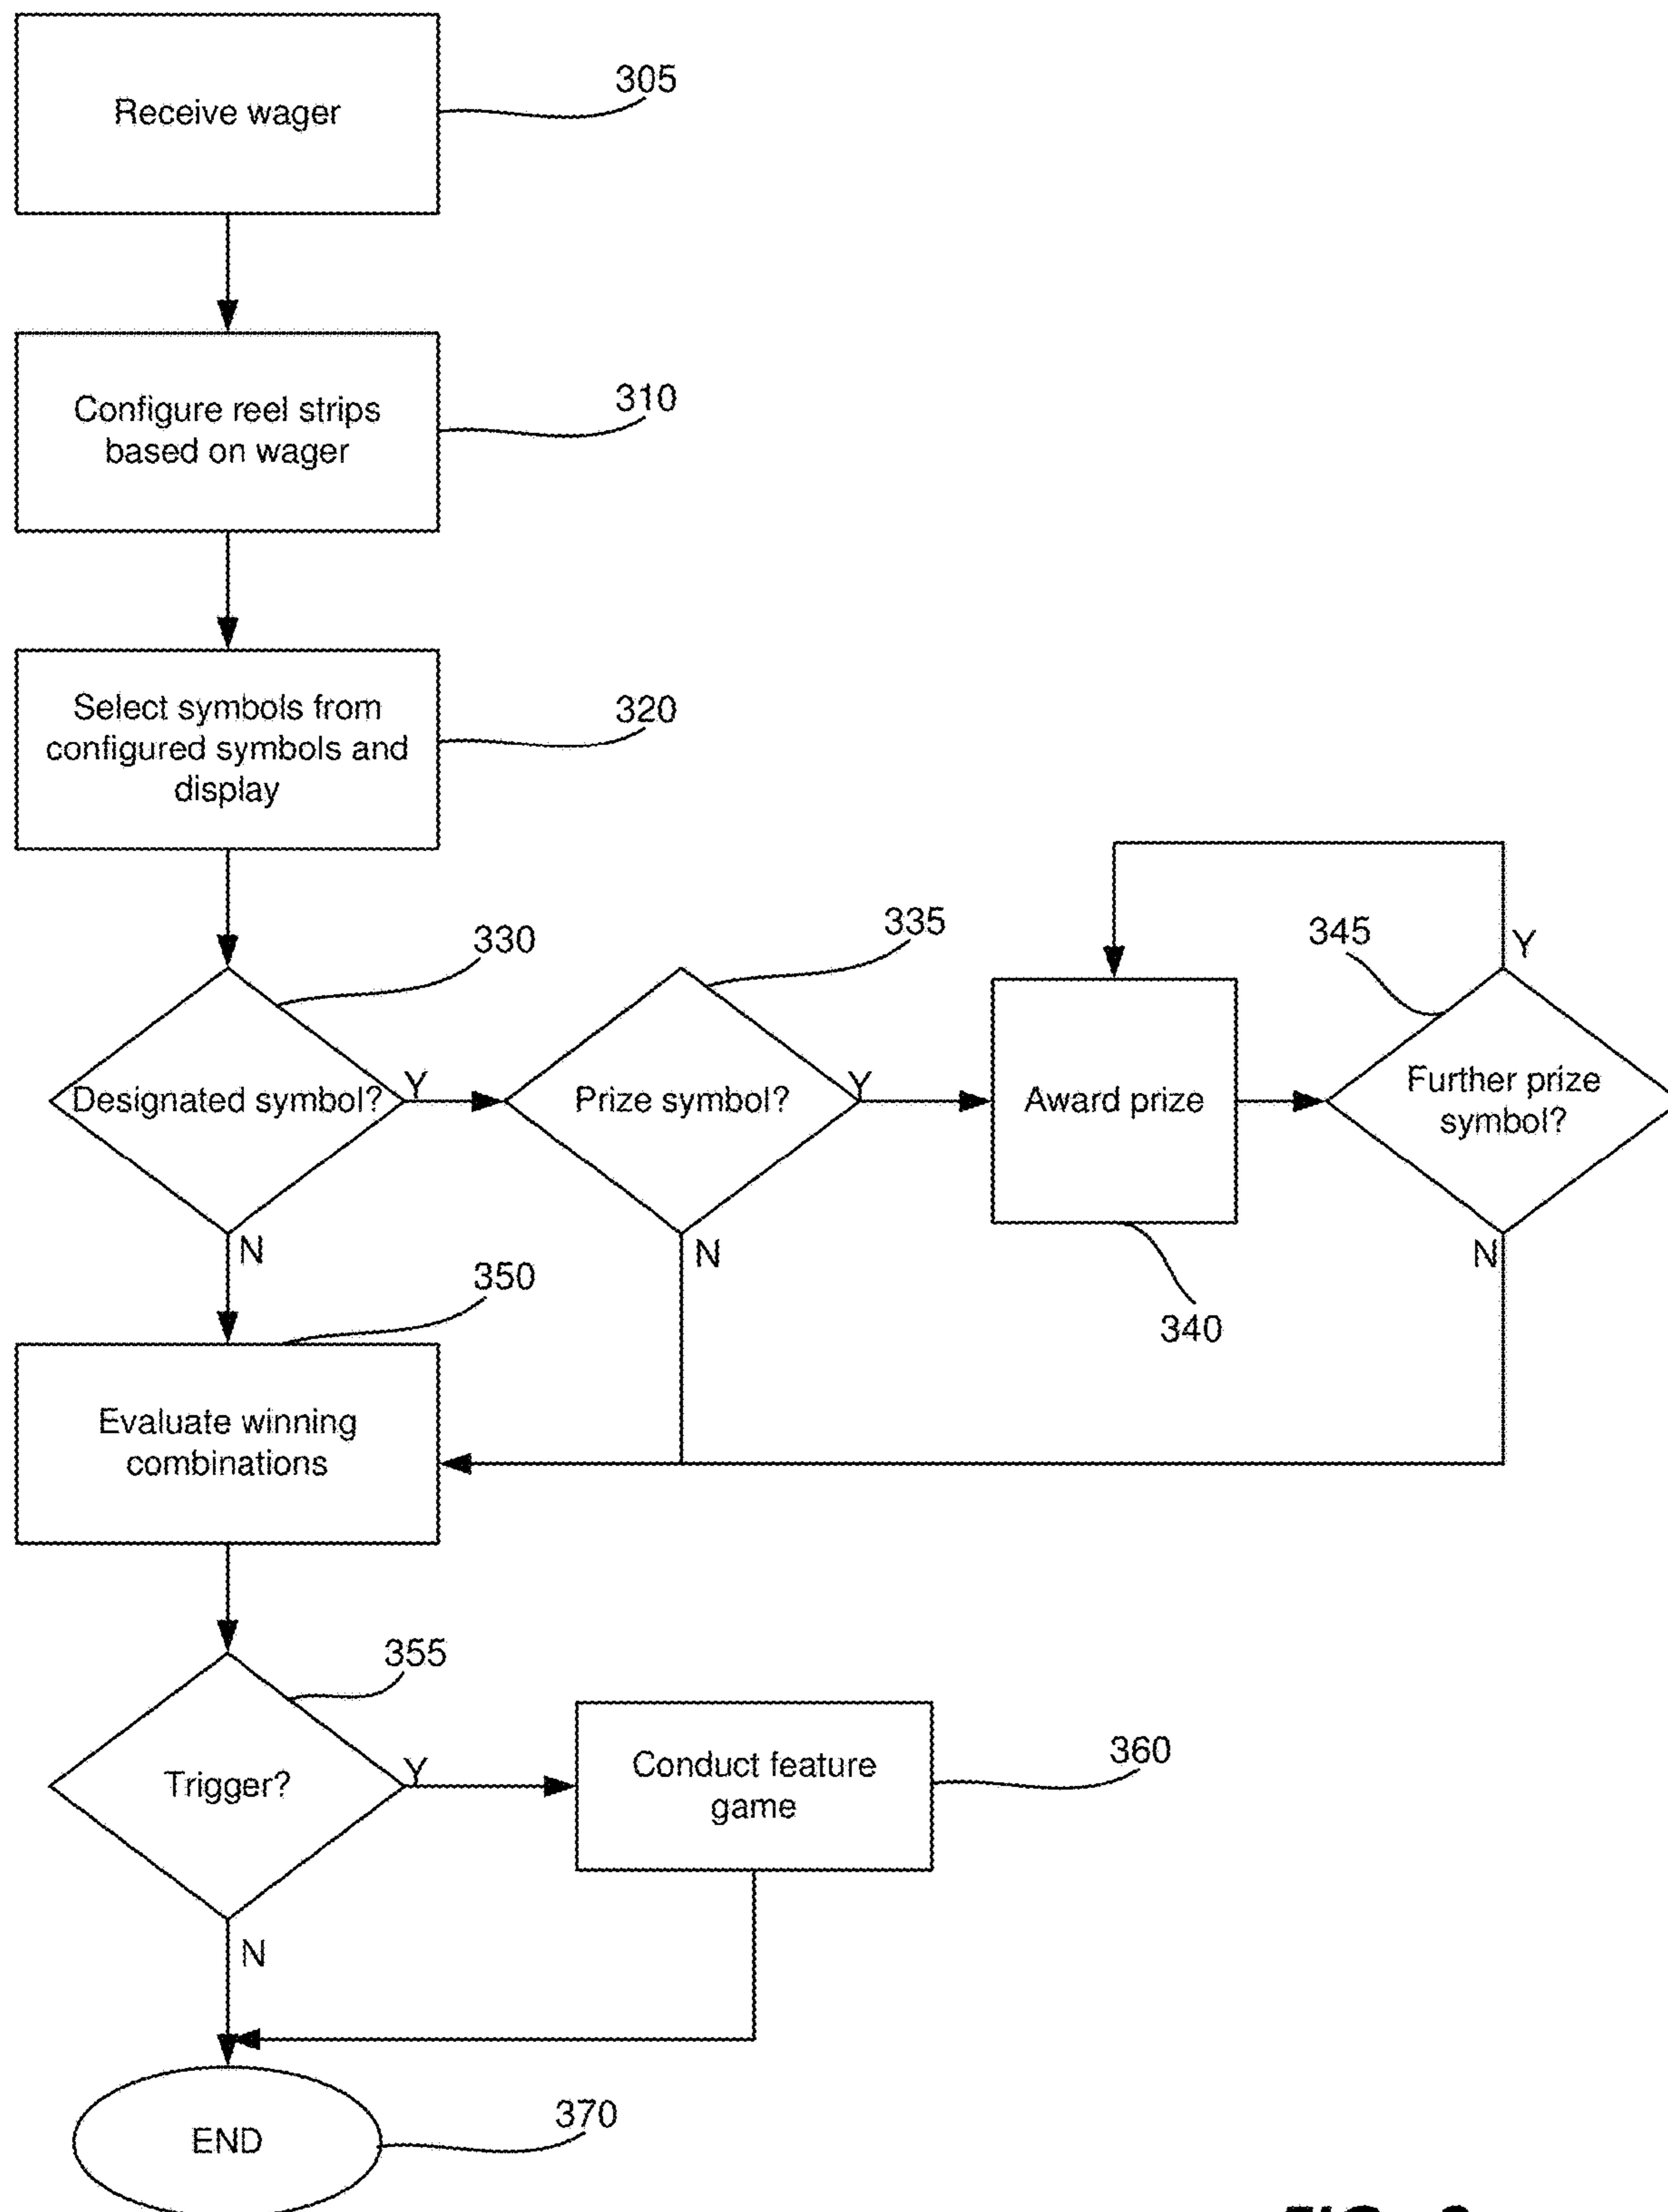 Receive wager
305
Configure reel strips
based on wager
310
Select symbols from
configured symbols and
display
320
330
335
345
Y
Designated symbol?
Y
Prize symbol?
Y
Award prize
Further prize
symbol?
N
N
N
340
350
Evaluate winning
combinations
355
Trigger?
Y
Conduct feature
game
360
N
END
370